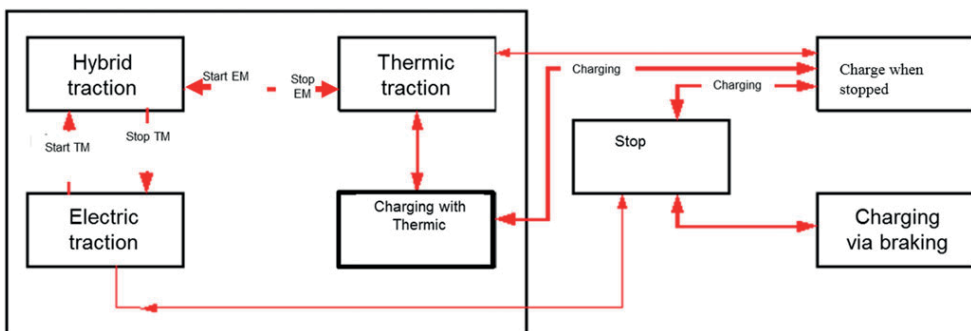 Hybrid
traction
Start EM
Stop
EM
Thermic
traction
Charging
Charge when
stopped
Charging
Start TM
Stop TM
Stop
Electric
traction
Charging with
Thermic
Charging
via braking